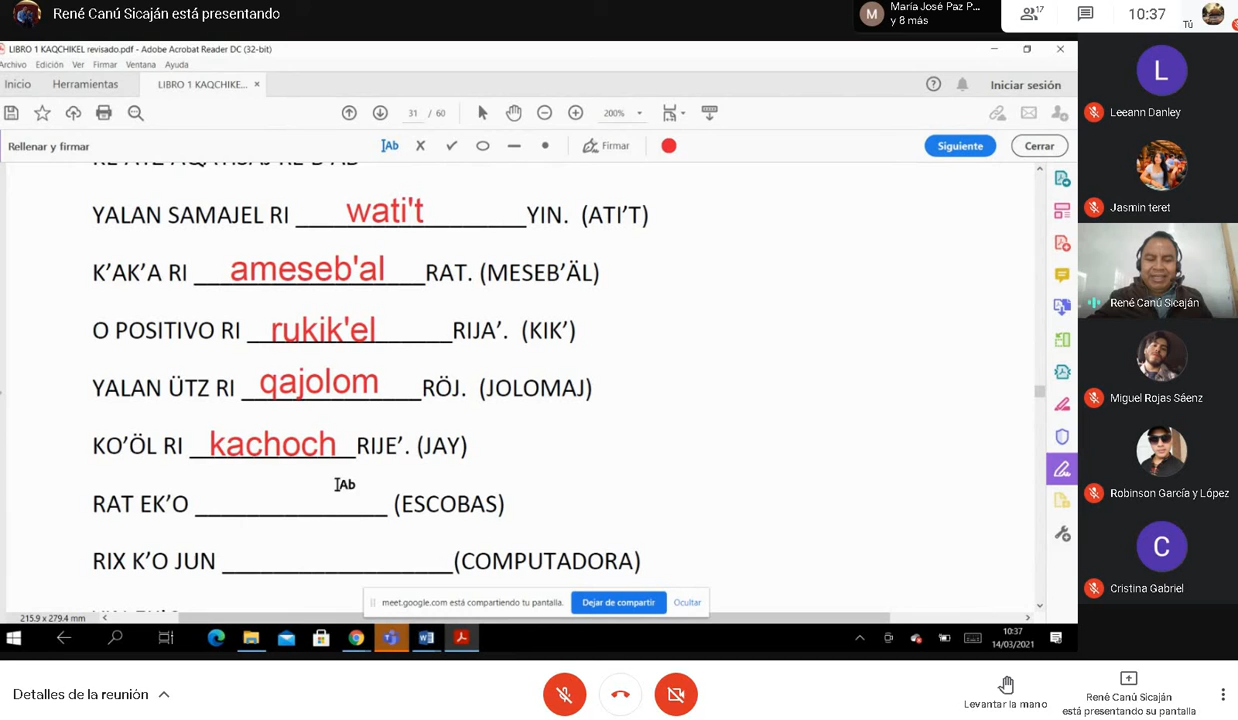 René Canú Sicaján está presentando
María José Paz P...
y 8 más
17
10:37
Tú
LIBRO 1 KAQCHIKEL revisado.pdf - Adobe Acrobat Reader DC (32-bit)
Archivo Edición Ver Firmar Ventana Ayuda
Inicio Herramientas LIBRO 1 KAQCHIKEL... × Iniciar sesión
31 / 60 200%
Rellenar y firmar Ab Firmar Siguiente Cerrar
YALAN SAMAJEL RI wati't YIN. (ATI'T)
K'AK'A RI ameseb'al RAT. (MESEB'ÄL)
O POSITIVO RI rukik'el RIJA'. (KIK')
YALAN ÜTZ RI qajolom RÖJ. (JOLOMAJ)
KO'ÖL RI kachoch RIJE'. (JAY)
Ab
RAT EK'O ____________ (ESCOBAS)
RIX K'O JUN ____________ (COMPUTADORA)
meet.google.com está compartiendo tu pantalla. Dejar de compartir Ocultar
215.9 x 279.4 mm
10:37
14/03/2021
L
Leeann Danley
Jasmin teret
René Canú Sicaján
Miguel Rojas Sáenz
Robinson García y López
C
Cristina Gabriel
M
Detalles de la reunión
Levantar la mano
René Canú Sicaján
está presentando su pantalla